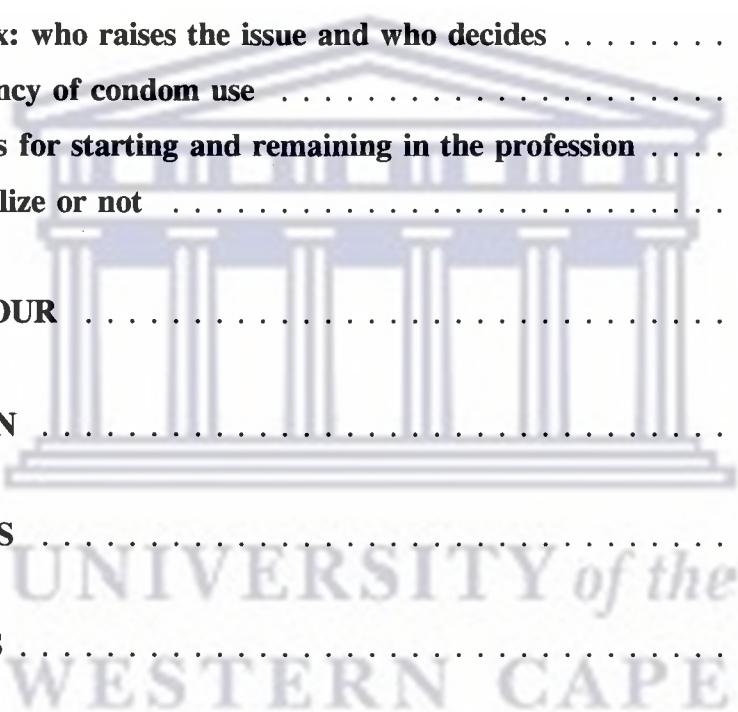 x: who raises the issue and who decides . . . . . . . .
ncy of condom use . . . . . . . . . . . . . . . . . . . . .
s for starting and remaining in the profession . . . .
lize or not . . . . . . . . . . . . . . . . . . . . . . . . . .
OUR . . . . . . . . . . . . . . . . . . . . . . . . . . . . . .
N . . . . . . . . . . . . . . . . . . . . . . . . . . . . . . . .
S . . . . . . . . . . . . . . . . . . . . . . . . . . . . . . . .
UNIVERSITY of the
S . . . . . . . . . . . . . . . . . . . . . . . . . . . . . . . .
WESTERN CAPE